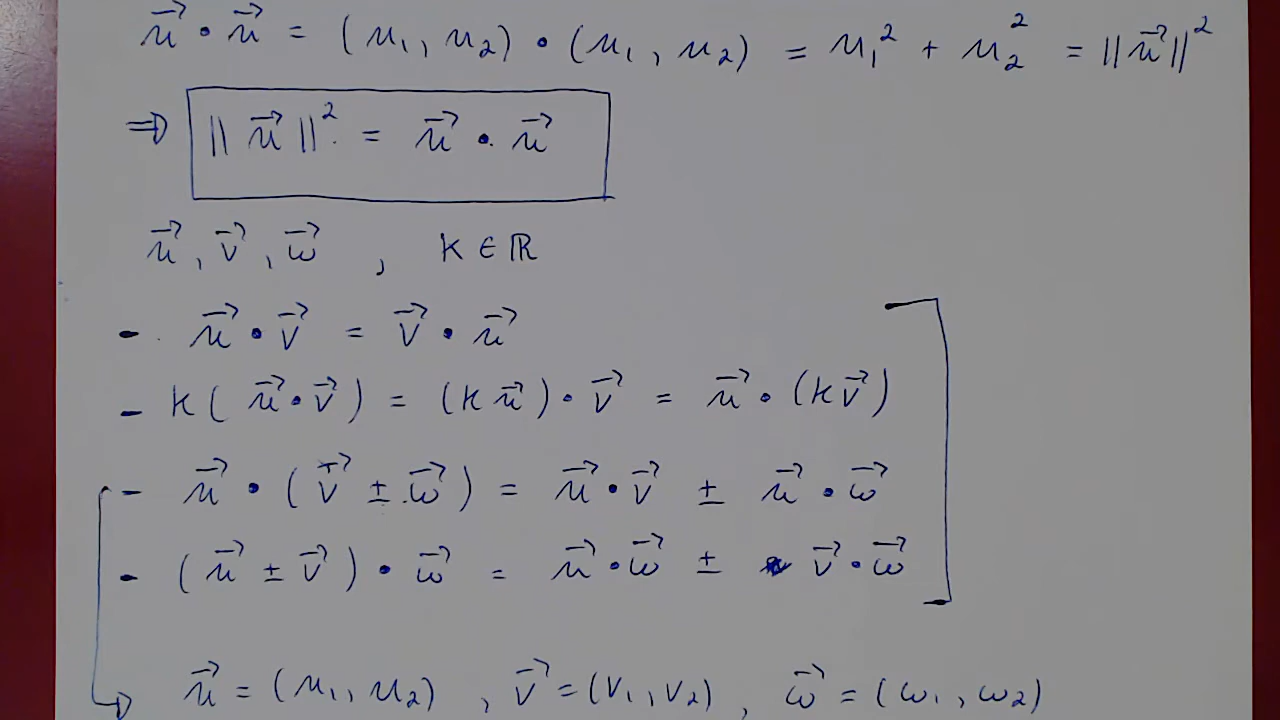 u⃗ • u⃗ = (u₁, u₂) • (u₁, u₂) = u₁² + u₂² = ||u⃗||²
⇒ ||u⃗||² = u⃗ • u⃗
u⃗, v⃗, w⃗ , k ∈ ℝ
- u⃗ • v⃗ = v⃗ • u⃗
- k(u⃗ • v⃗) = (k u⃗) • v⃗ = u⃗ • (k v⃗)
- u⃗ • (v⃗ ± w⃗) = u⃗ • v⃗ ± u⃗ • w⃗
- (u⃗ ± v⃗) • w⃗ = u⃗ • w⃗ ± v⃗ • w⃗
⇒ u⃗ = (u₁, u₂) , v⃗ = (v₁, v₂) , w⃗ = (w₁, w₂)